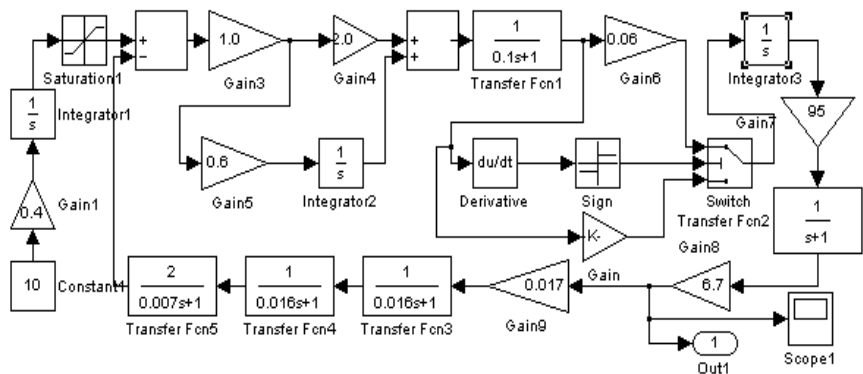 1
s
Integrator1
0.4
Gain1
10
Constant1
Saturation1
+
−
1.0
Gain3
0.6
Gain5
1
s
Integrator2
2.0
Gain4
+
+
1
0.1s+1
Transfer Fcn1
0.06
Gain6
du/dt
Derivative
Sign
K-
Gain
Switch
1
s
Integrator3
95
Gain7
1
s+1
Transfer Fcn2
6.7
Gain8
0.017
Gain9
1
0.016s+1
Transfer Fcn3
1
0.016s+1
Transfer Fcn4
2
0.007s+1
Transfer Fcn5
1
Out1
Scope1